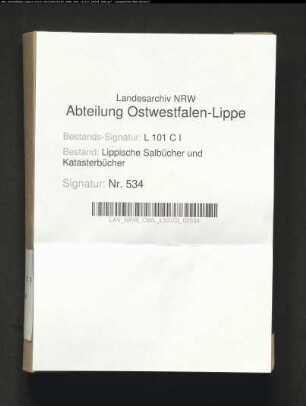 Landesarchiv NRW
Abteilung Ostwestfalen-Lippe
Bestands-Signatur: L 101 C I
Bestand: Lippische Salbücher und
Katasterbücher
Signatur: Nr. 534